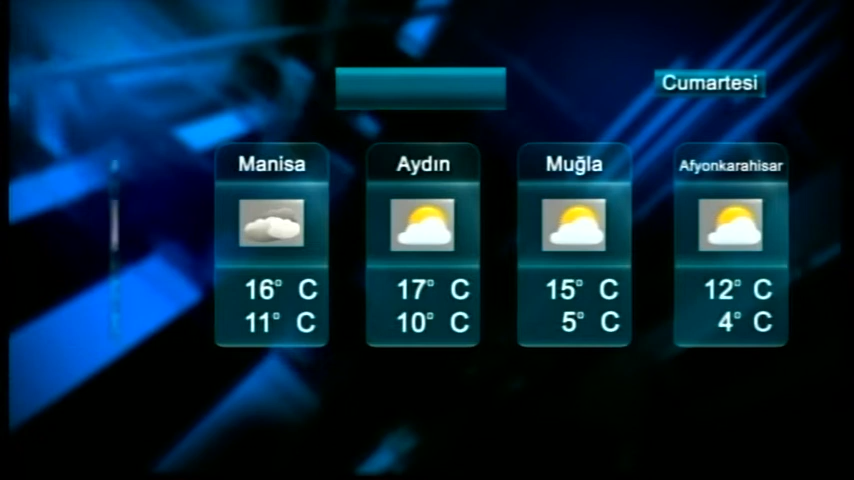 Cumartesi
Manisa
16° C
11° C
Aydın
17° C
10° C
Muğla
15° C
5° C
Afyonkarahisar
12° C
4° C